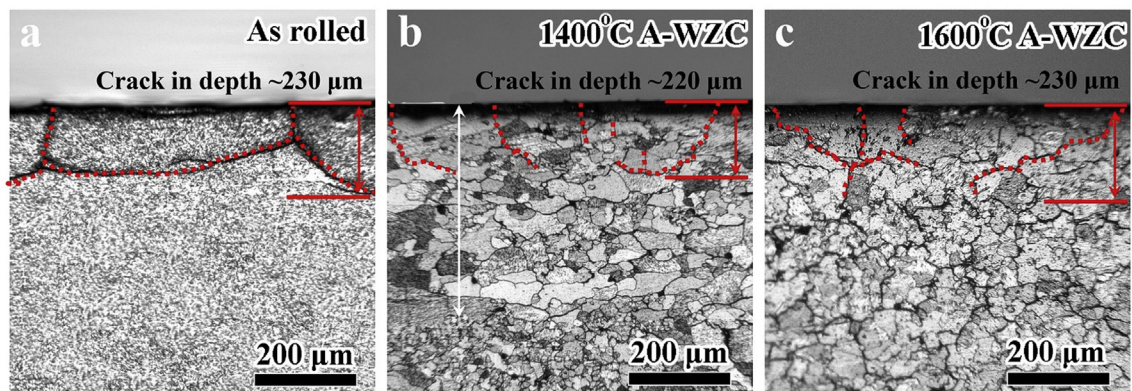 a
As rolled
Crack in depth ~230 μm
200 μm
b
1400°C A-WZC
Crack in depth ~220 μm
200 μm
c
1600°C A-WZC
Crack in depth ~230 μm
200 μm